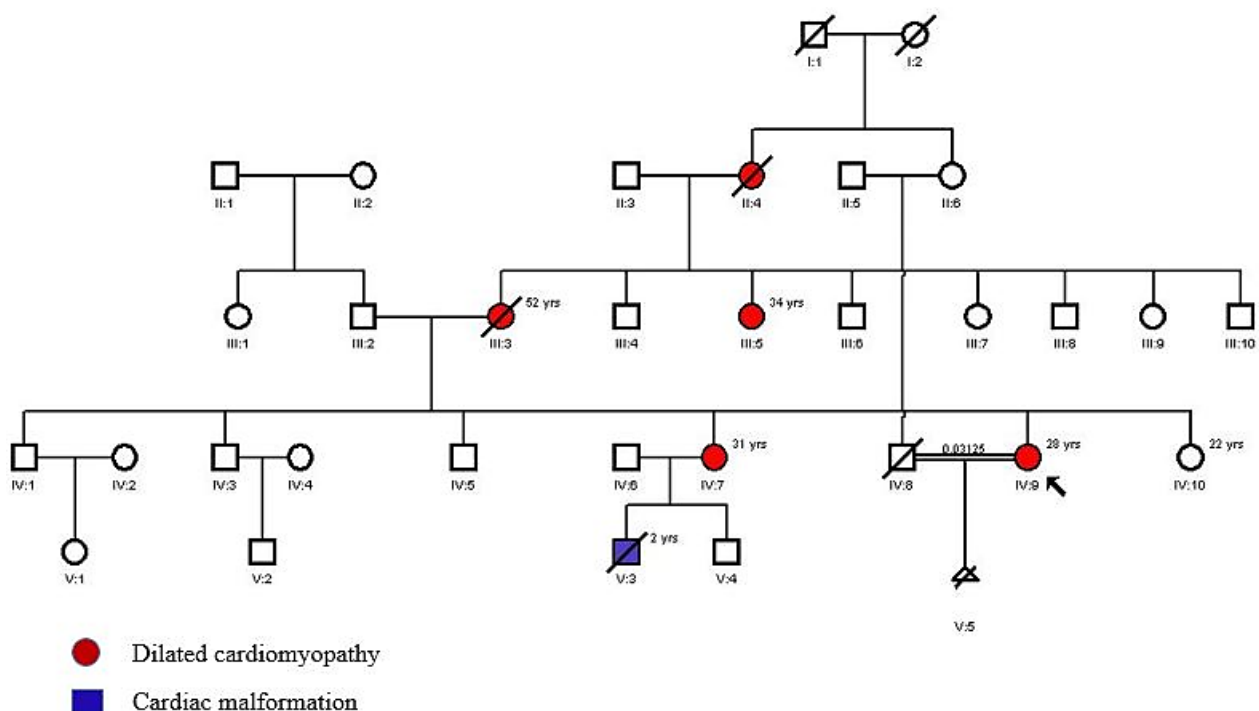 I:1 I:2
II:1 II:2 II:3 II:4 II:5 II:6
52 yrs 34 yrs
III:1 III:2 III:3 III:4 III:5 III:6 III:7 III:8 III:9 III:10
31 yrs 0.03125 28 yrs 22 yrs
IV:1 IV:2 IV:3 IV:4 IV:5 IV:6 IV:7 IV:8 IV:9 IV:10
2 yrs
V:1 V:2 V:3 V:4
V:5
Dilated cardiomyopathy
Cardiac malformation